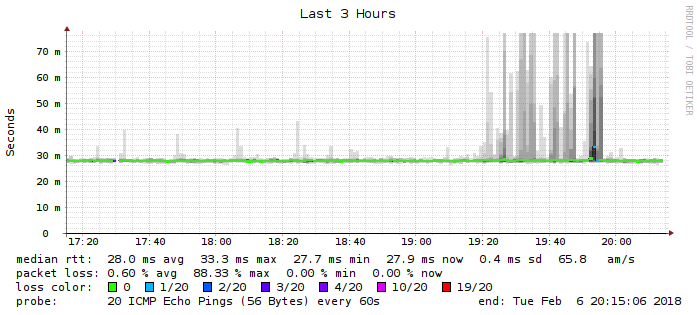 Last 3 Hours
RRDTOOL / TOBI OETIKER
Seconds
70 m
60 m
50 m
40 m
30 m
20 m
10 m
0
17:20 17:40 18:00 18:20 18:40 19:00 19:20 19:40 20:00
median rtt: 28.0 ms avg 33.3 ms max 27.7 ms min 27.9 ms now 0.4 ms sd 65.8 am/s
packet loss: 0.60 % avg 88.33 % max 0.00 % min 0.00 % now
loss color: 0 1/20 2/20 3/20 4/20 10/20 19/20
probe: 20 ICMP Echo Pings (56 Bytes) every 60s end: Tue Feb 6 20:15:06 2018